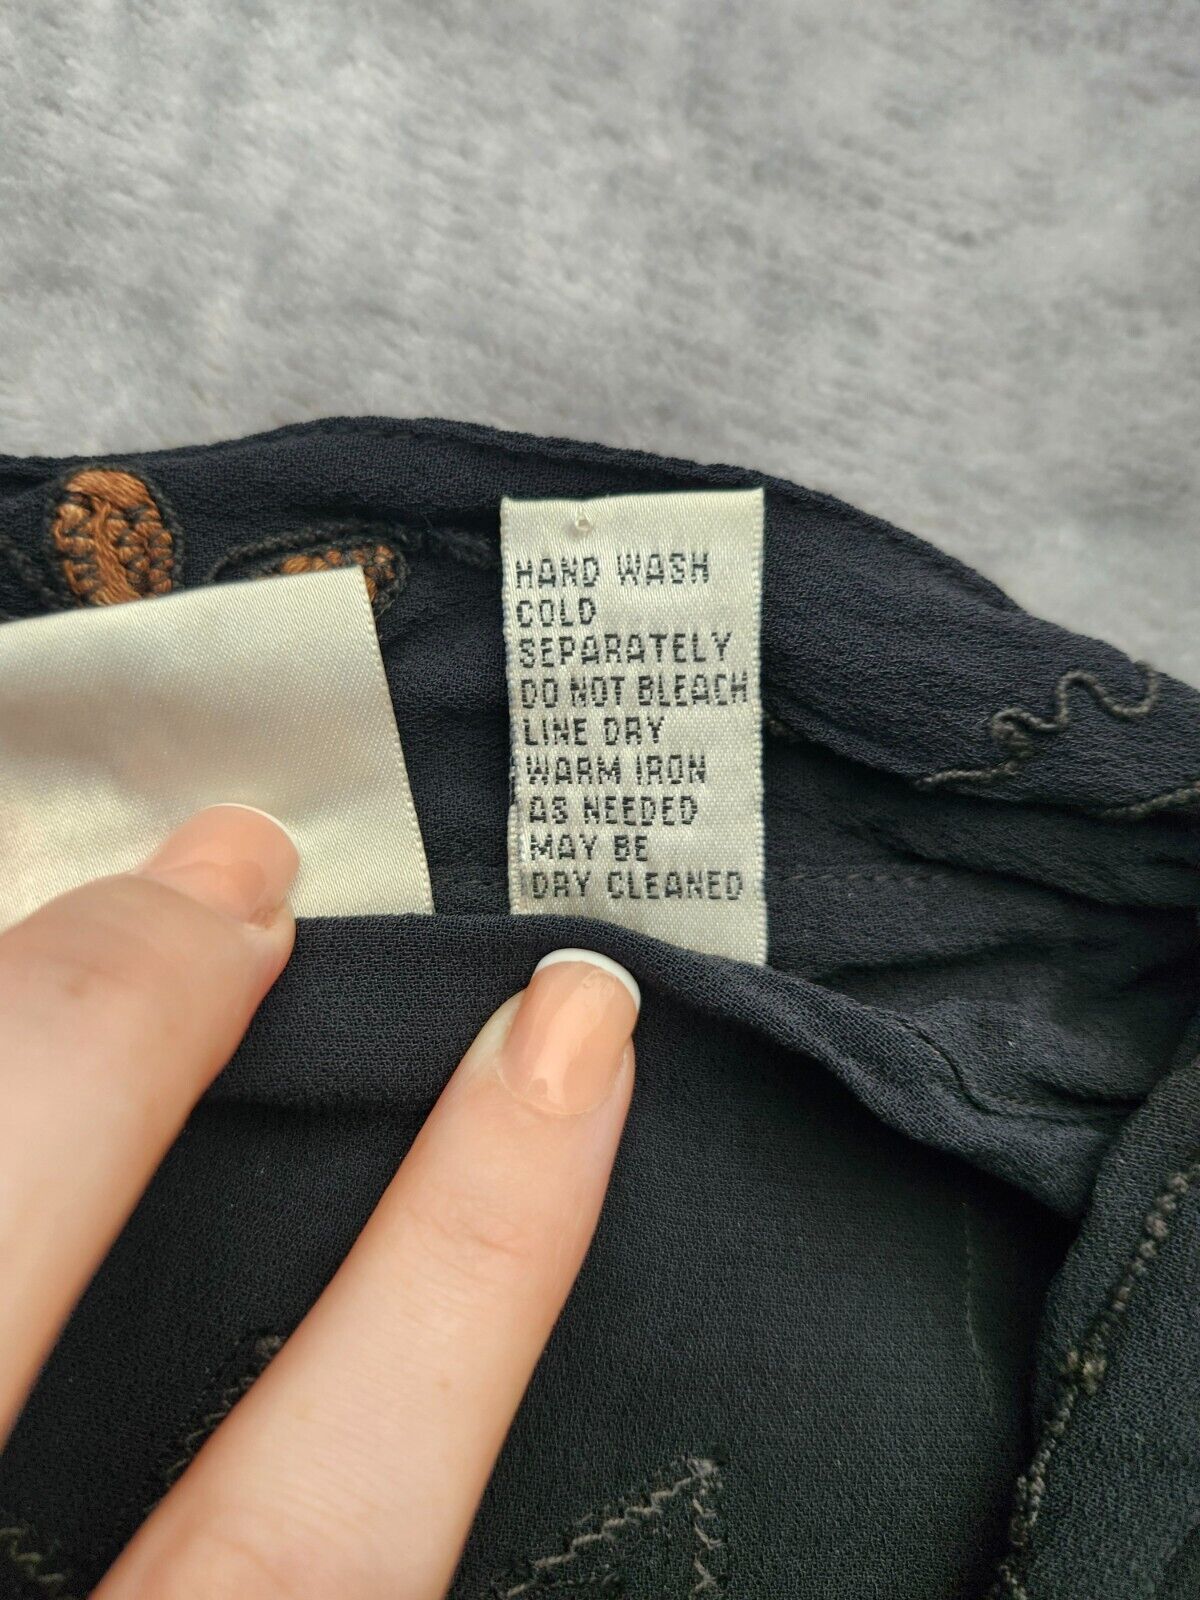 HAND WASH
COLD
SEPARATELY
DO NOT BLEACH
LINE DRY
WARM IRON
AS NEEDED
MAY BE
DRY CLEANED